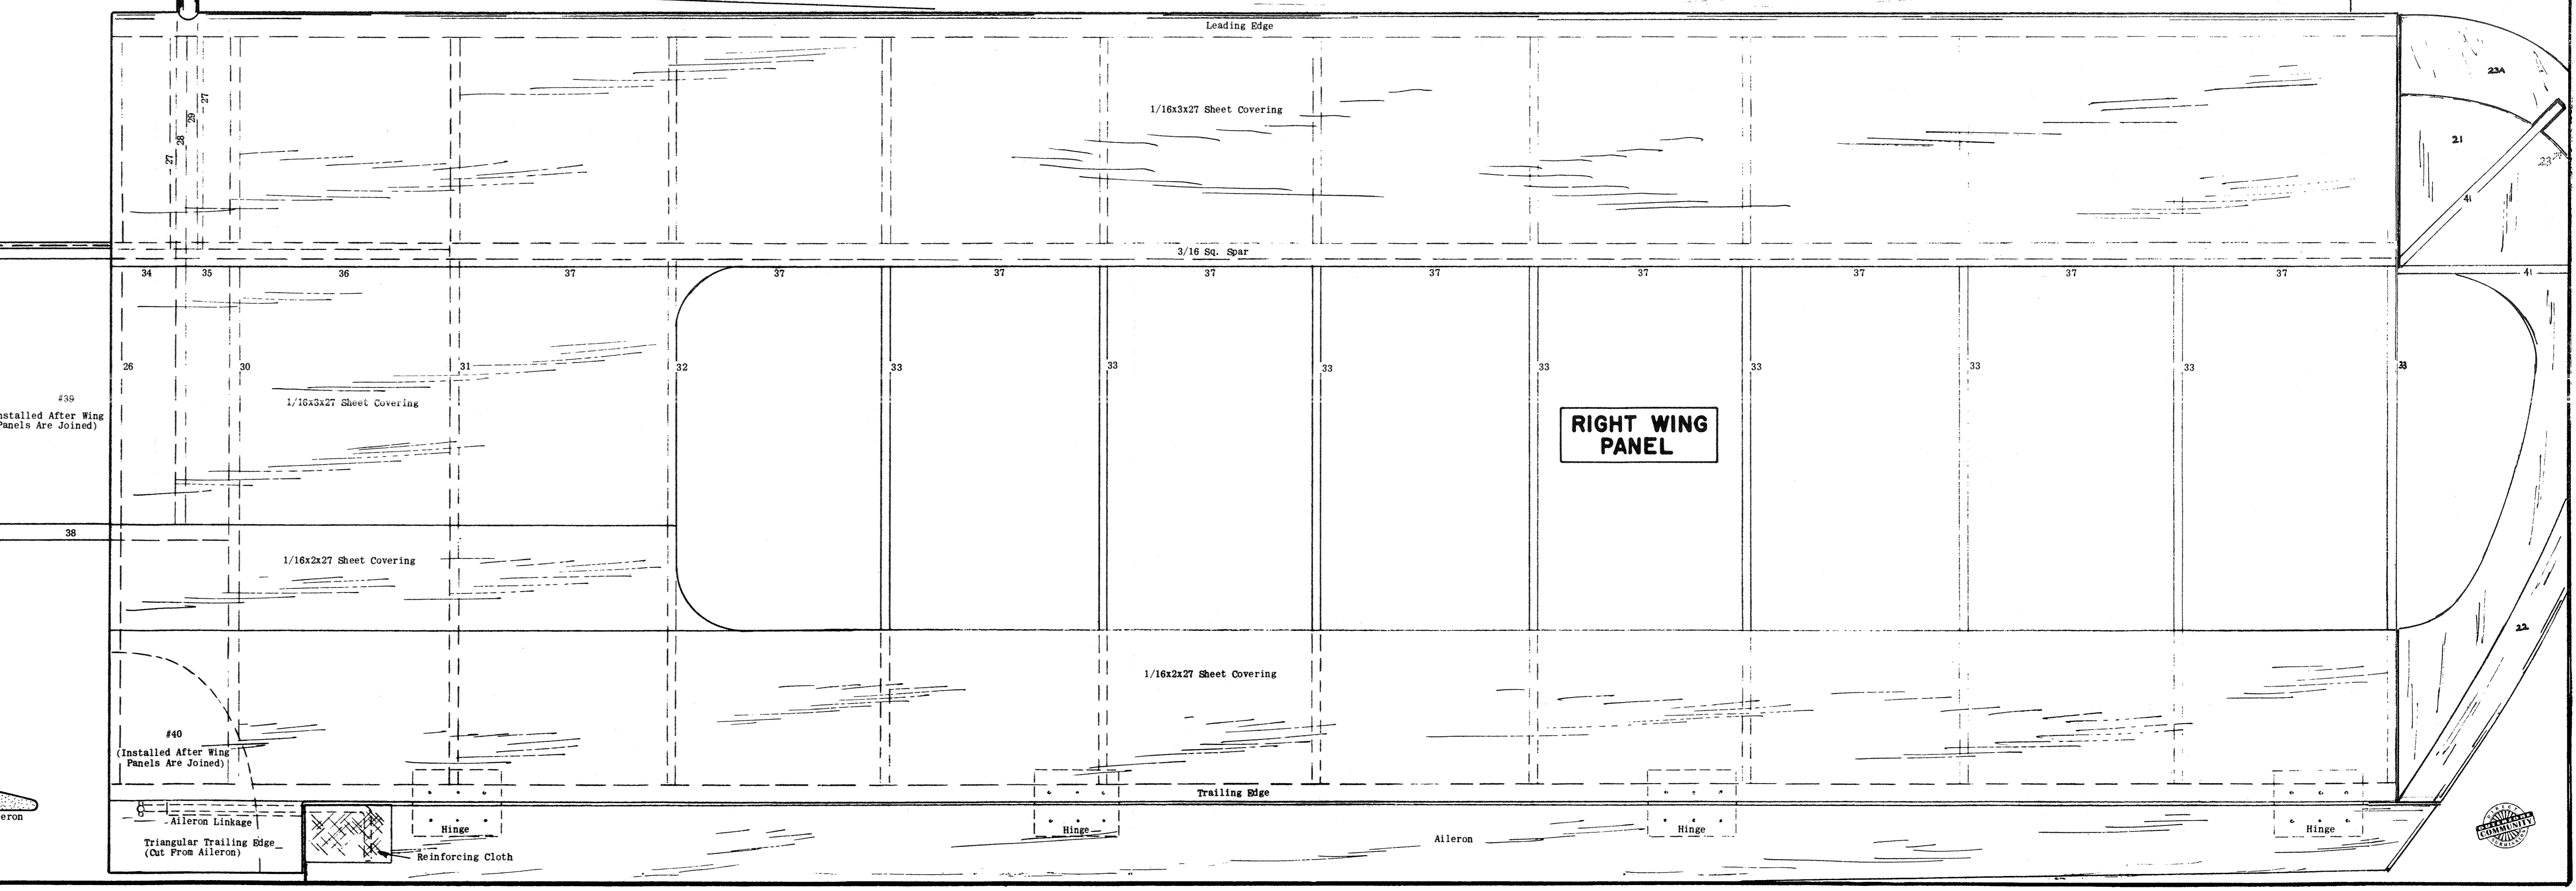 Leading Edge
23A
27
1/16x3x27 Sheet Covering
29
28
21
27
23
41
3/16 Sq. Spar
34 35 36 37 37 37 37 37 37 37 37 37
41
26 30 31 32 33 33 33 33 33 33 33 33
#39
nstalled After Wing
Panels Are Joined)
1/16x3x27 Sheet Covering
RIGHT WING
PANEL
38
1/16x2x27 Sheet Covering
22
1/16x2x27 Sheet Covering
#40
(Installed After Wing
Panels Are Joined)
Trailing Edge
eron
Aileron Linkage
Hinge
Hinge
Hinge
Hinge
Triangular Trailing Edge
(Cut From Aileron)
Aileron
Reinforcing Cloth
DIRECT
COMMUNITY
SUBMISSION